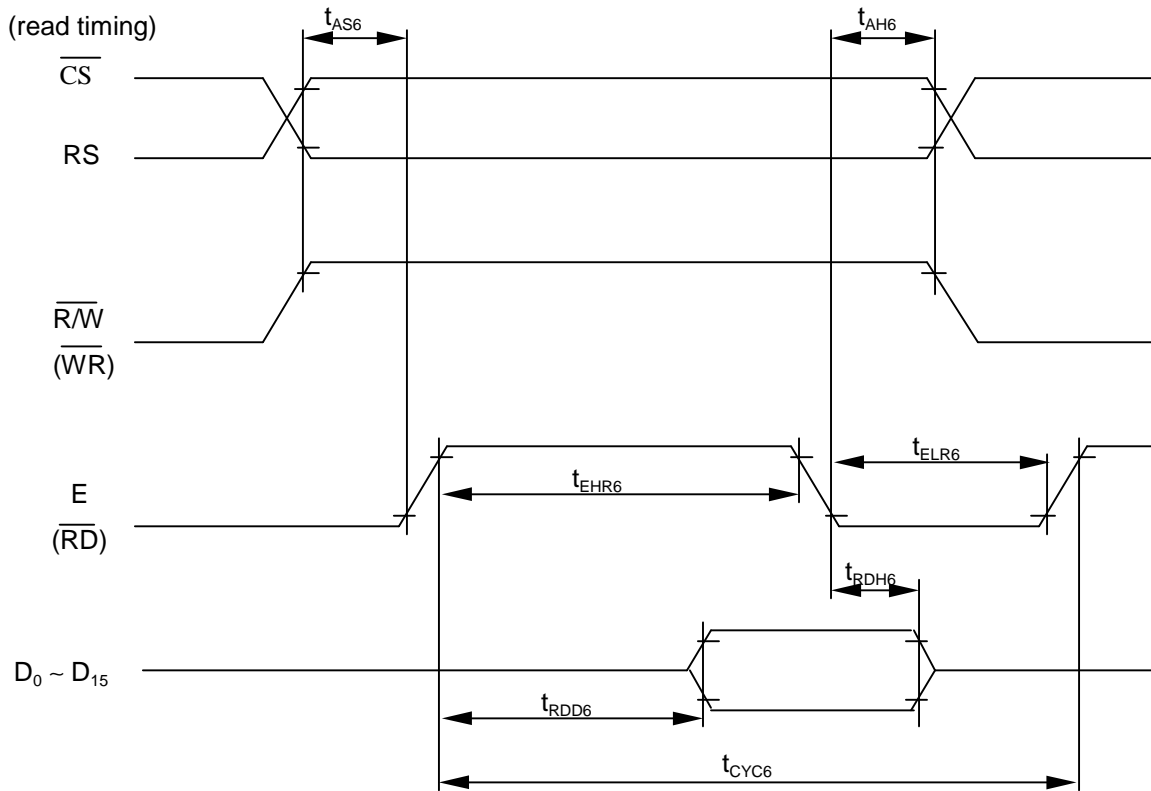 (read timing)
tAS6
tAH6
CS
RS
R/W
(WR)
tELR6
tEHR6
E
(RD)
tRDH6
D0 ~ D15
tRDD6
tCYC6